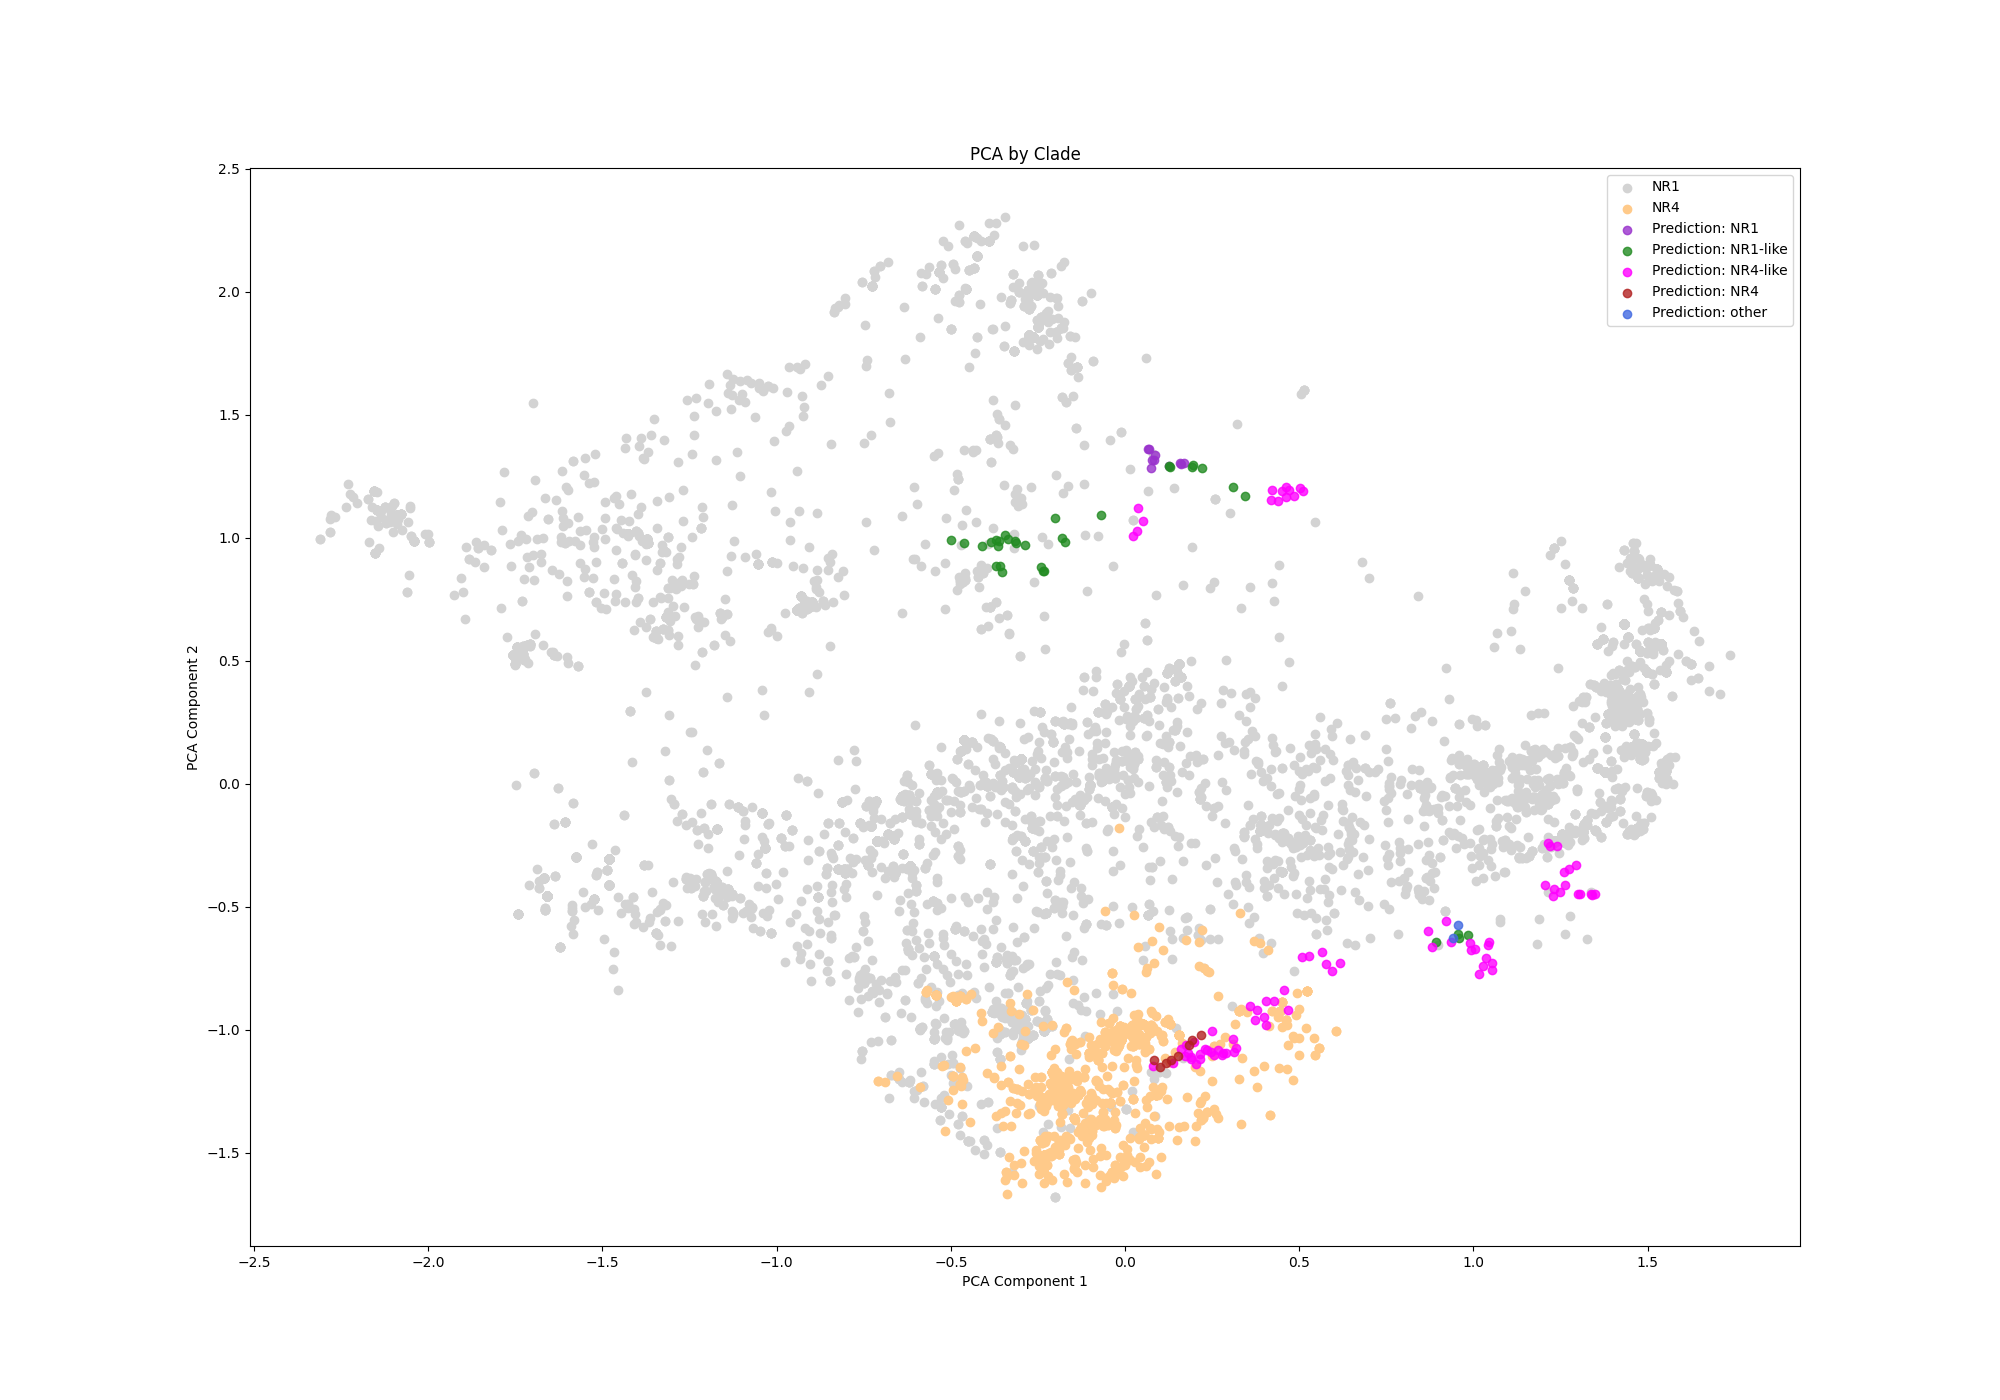 PCA by Clade
NR1
NR4
Prediction: NR1
Prediction: NR1-like
Prediction: NR4-like
Prediction: NR4
Prediction: other
PCA Component 2
2.5
2.0
1.5
1.0
0.5
0.0
−0.5
−1.0
−1.5
−2.5
−2.0
−1.5
−1.0
−0.5
0.0
0.5
1.0
1.5
PCA Component 1